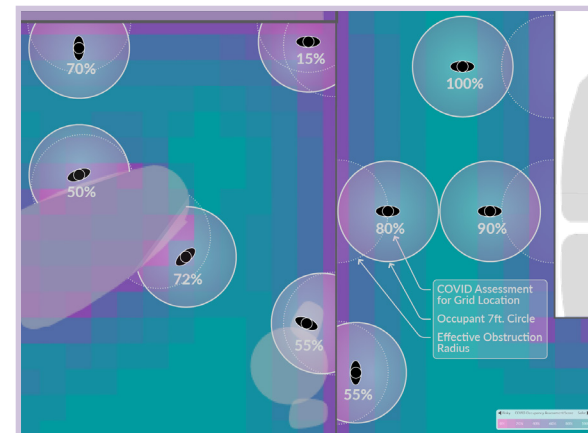 70%
15%
100%
50%
80%
90%
72%
COVID Assessment
for Grid Location
Occupant 7ft. Circle
Effective Obstruction
Radius
55%
55%